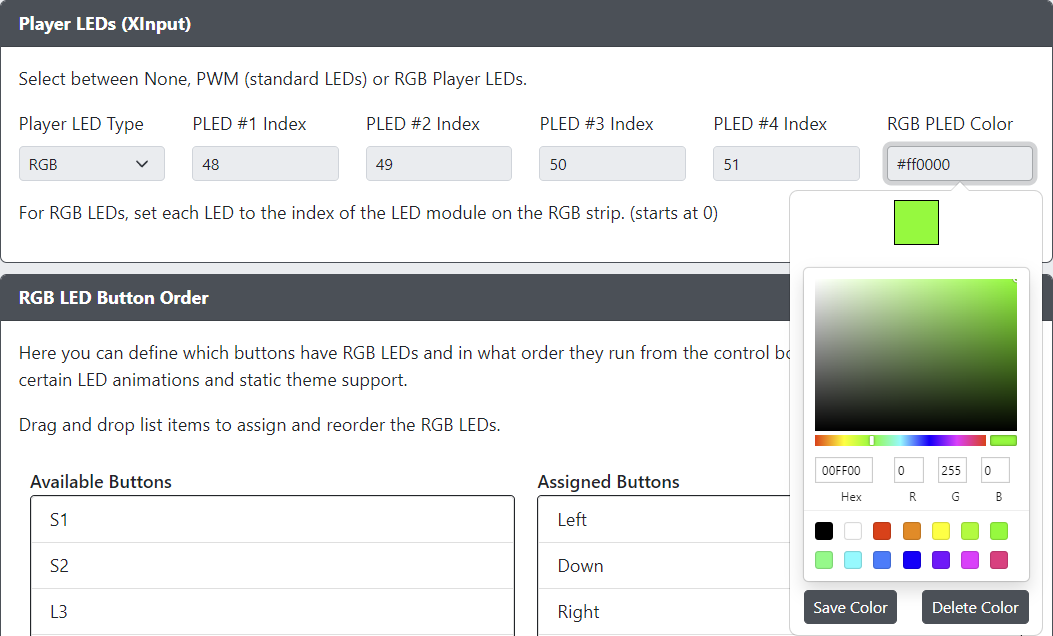 Player LEDs (XInput)
Select between None, PWM (standard LEDs) or RGB Player LEDs.
Player LED Type PLED #1 Index PLED #2 Index PLED #3 Index PLED #4 Index RGB PLED Color
RGB 48 49 50 51 #ff0000
For RGB LEDs, set each LED to the index of the LED module on the RGB strip. (starts at 0)
RGB LED Button Order
Here you can define which buttons have RGB LEDs and in what order they run from the control
certain LED animations and static theme support.
Drag and drop list items to assign and reorder the RGB LEDs.
Available Buttons
S1
S2
L3
Assigned Buttons
Left
Down
Right
00FF00 0 255 0
Hex R G B
Save Color Delete Color